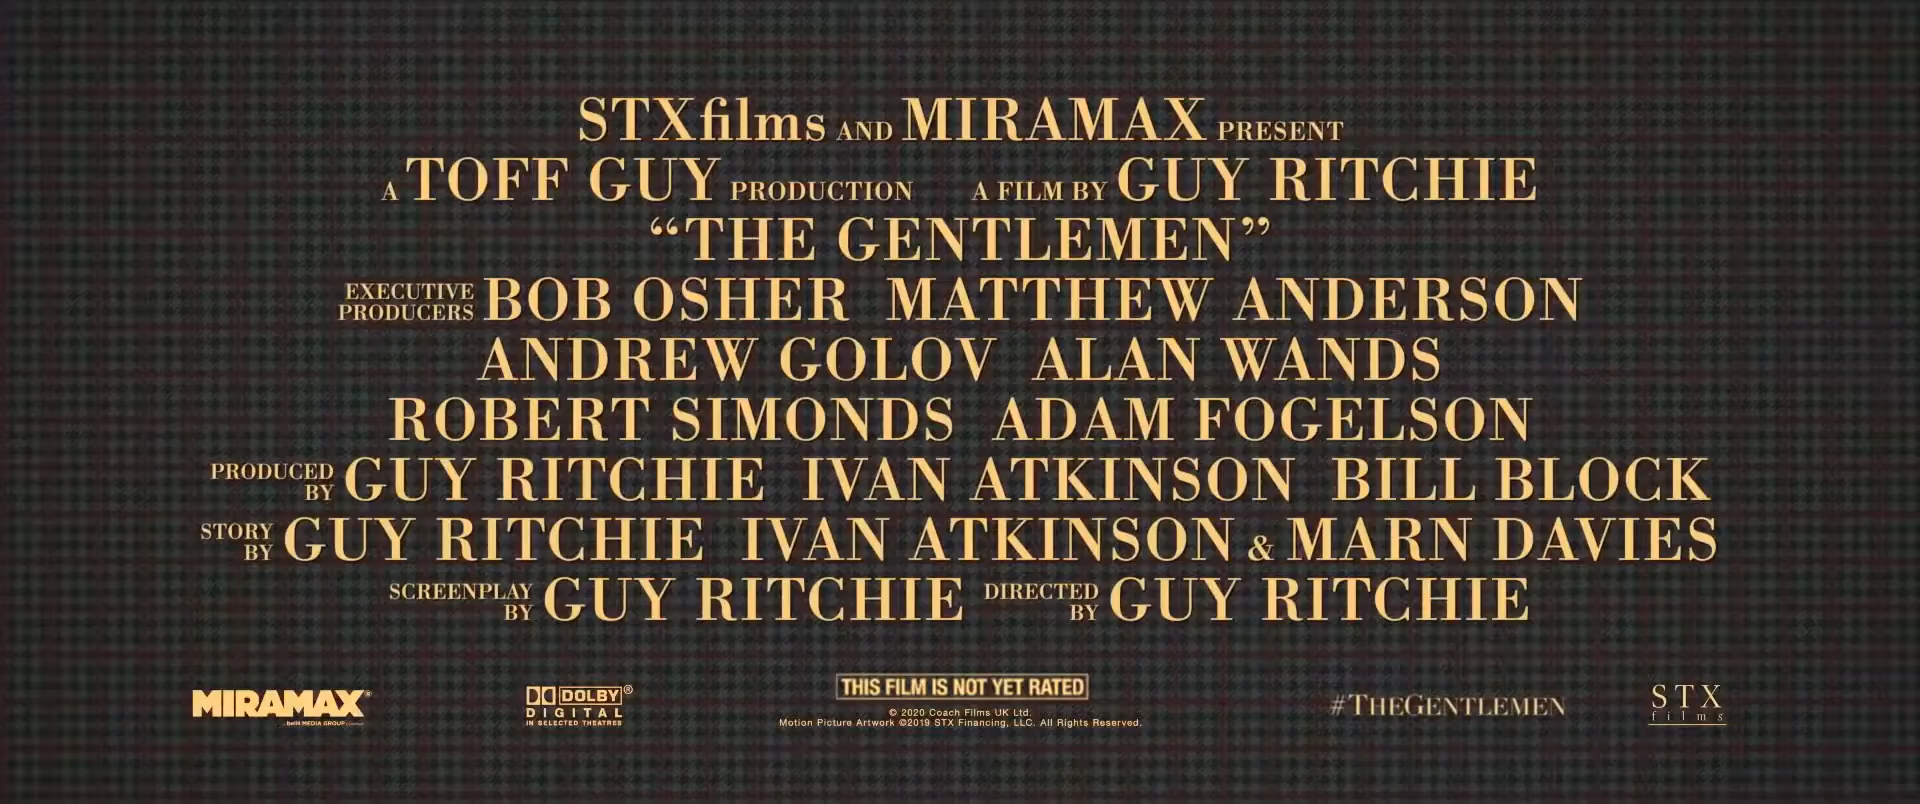 STXfilms AND MIRAMAX PRESENT
A TOFF GUY PRODUCTION A FILM BY GUY RITCHIE
“THE GENTLEMEN”
EXECUTIVE PRODUCERS BOB OSHER MATTHEW ANDERSON
ANDREW GOLOV ALAN WANDS
ROBERT SIMONDS ADAM FOGELSON
PRODUCED BY GUY RITCHIE IVAN ATKINSON BILL BLOCK
STORY BY GUY RITCHIE IVAN ATKINSON & MARN DAVIES
SCREENPLAY BY GUY RITCHIE DIRECTED BY GUY RITCHIE
MIRAMAX®
a beIN MEDIA GROUP company
DOLBY®
DIGITAL
IN SELECTED THEATRES
THIS FILM IS NOT YET RATED
© 2020 Coach Films UK Ltd.
Motion Picture Artwork ©2019 STX Financing, LLC. All Rights Reserved.
#THEGENTLEMEN
STX
films